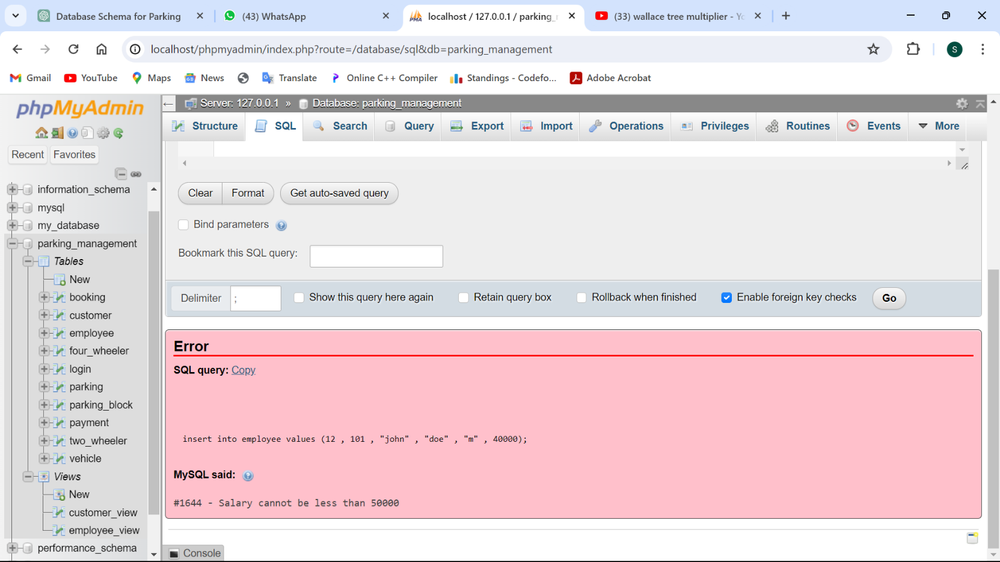 Database Schema for Parking
(43) WhatsApp
PMA
localhost / 127.0.0.1 / parking_
(33) wallace tree multiplier -
localhost/phpmyadmin/index.php?route=/database/sql&db=parking_management
S
Gmail
YouTube
Maps
News
Translate
Online C++ Compiler
Standings - Codefo...
Adobe Acrobat
phpMyAdmin
Recent
Favorites
information_schema
mysql
my_database
parking_management
Tables
New
booking
customer
employee
four_wheeler
login
parking
parking_block
payment
two_wheeler
vehicle
Views
New
customer_view
employee_view
performance_schema
Server: 127.0.0.1 » Database: parking_management
Structure
SQL
Search
Query
Export
Import
Operations
Privileges
Routines
Events
More
Clear
Format
Get auto-saved query
Bind parameters
Bookmark this SQL query:
Delimiter
;
Show this query here again
Retain query box
Rollback when finished
Enable foreign key checks
Go
Error
SQL query: Copy
insert into employee values (12 , 101 , "john" , "doe" , "m" , 40000);
MySQL said:
#1644 - Salary cannot be less than 50000
Console